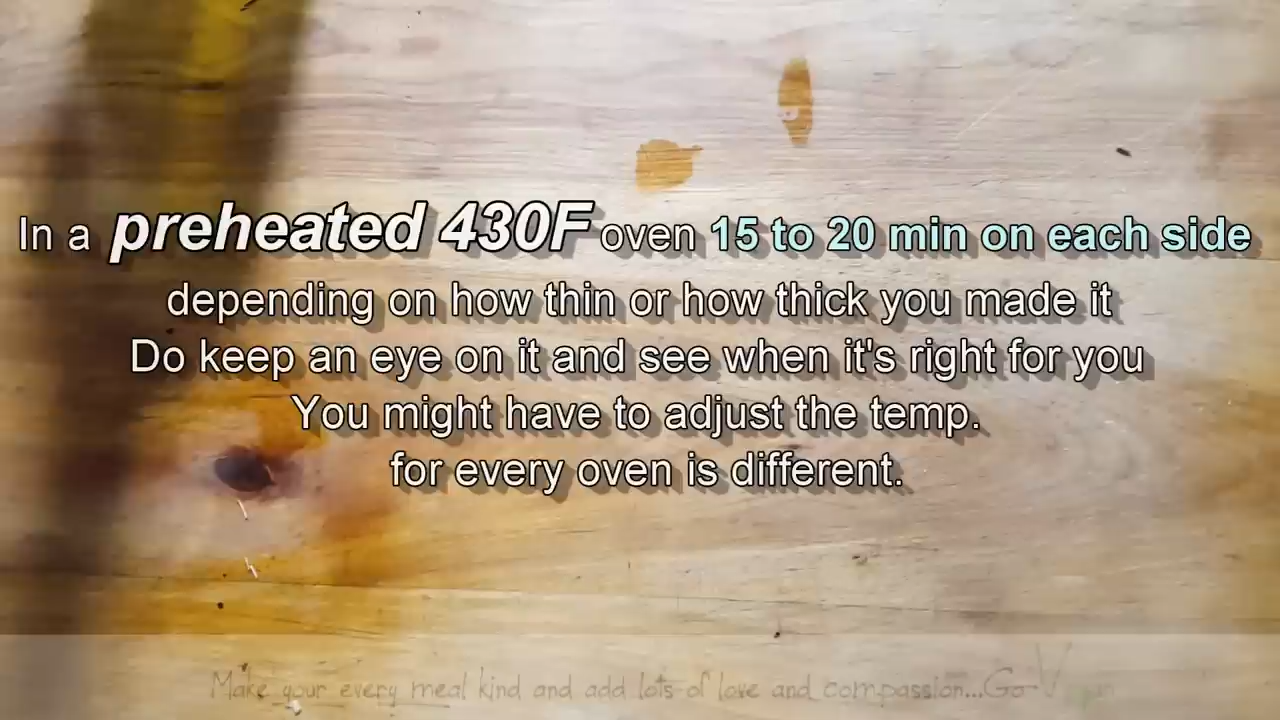 In a preheated 430F oven 15 to 20 min on each side
depending on how thin or how thick you made it
Do keep an eye on it and see when it's right for you
You might have to adjust the temp.
for every oven is different.
Make your every meal kind and add lots of love and compassion...Go Vegan